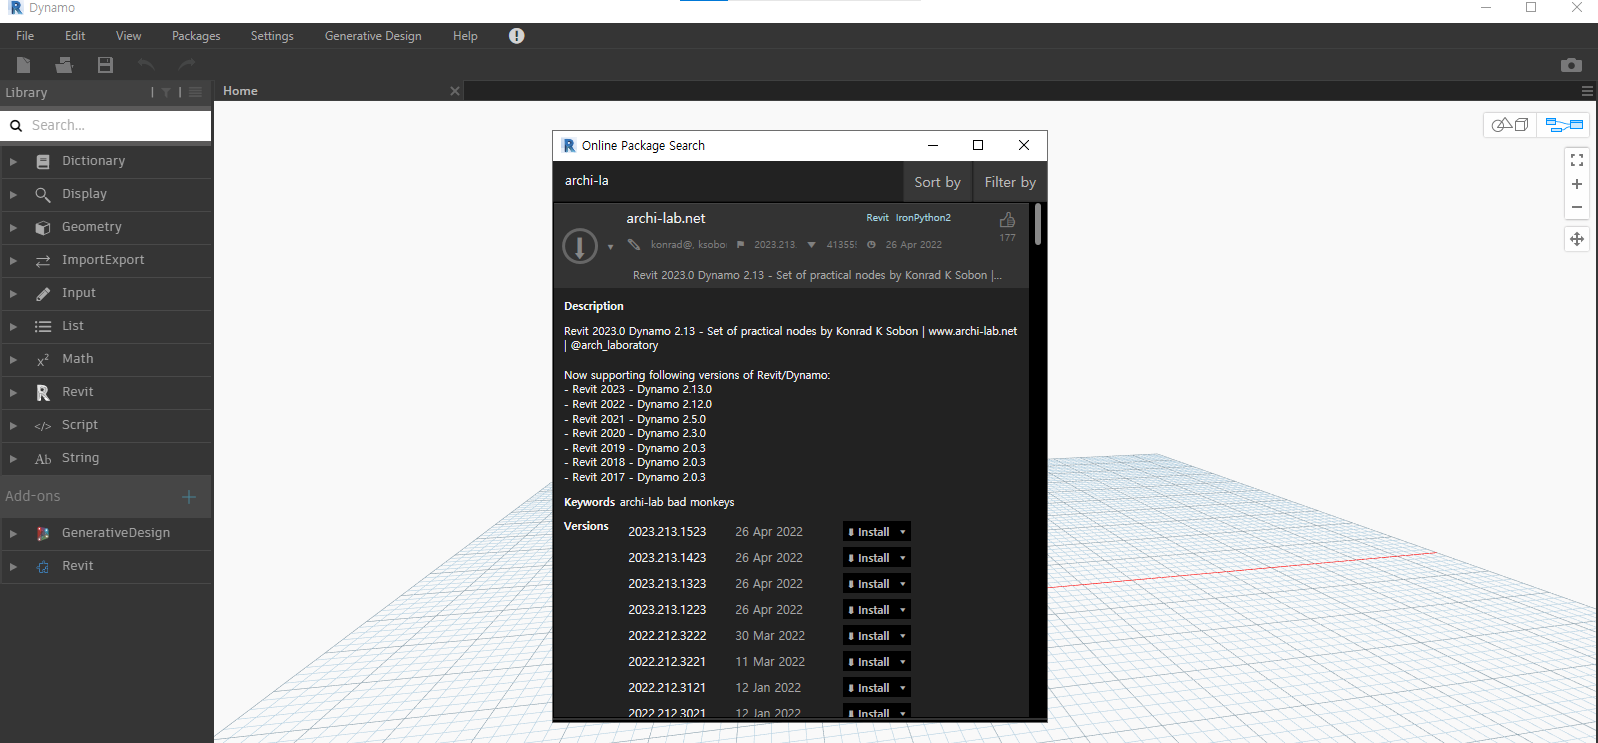 Dynamo
File Edit View Packages Settings Generative Design Help
Library
Home
Search...
Dictionary
Display
Geometry
ImportExport
Input
List
Math
Revit
Script
String
Add-ons
GenerativeDesign
Revit
Online Package Search
archi-la
Sort by
Filter by
archi-lab.net
Revit IronPython2
konrad@, ksobo 2023.213. 41355 26 Apr 2022
177
Revit 2023.0 Dynamo 2.13 - Set of practical nodes by Konrad K Sobon |...
Description
Revit 2023.0 Dynamo 2.13 - Set of practical nodes by Konrad K Sobon | www.archi-lab.net
| @arch_laboratory
Now supporting following versions of Revit/Dynamo:
- Revit 2023 - Dynamo 2.13.0
- Revit 2022 - Dynamo 2.12.0
- Revit 2021 - Dynamo 2.5.0
- Revit 2020 - Dynamo 2.3.0
- Revit 2019 - Dynamo 2.0.3
- Revit 2018 - Dynamo 2.0.3
- Revit 2017 - Dynamo 2.0.3
Keywords archi-lab bad monkeys
Versions 2023.213.1523 26 Apr 2022 Install
2023.213.1423 26 Apr 2022 Install
2023.213.1323 26 Apr 2022 Install
2023.213.1223 26 Apr 2022 Install
2022.212.3222 30 Mar 2022 Install
2022.212.3221 11 Mar 2022 Install
2022.212.3121 12 Jan 2022 Install
2022.212.3021 12 Jan 2022 Install